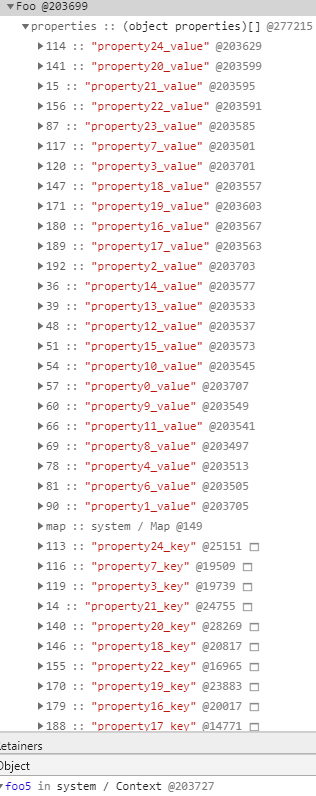 Foo @203699
properties :: (object properties)[] @277215
114 :: "property24_value" @203629
141 :: "property20_value" @203599
15 :: "property21_value" @203595
156 :: "property22_value" @203591
87 :: "property23_value" @203585
117 :: "property7_value" @203501
120 :: "property3_value" @203701
147 :: "property18_value" @203557
171 :: "property19_value" @203603
180 :: "property16_value" @203567
189 :: "property17_value" @203563
192 :: "property2_value" @203703
36 :: "property14_value" @203577
39 :: "property13_value" @203533
48 :: "property12_value" @203537
51 :: "property15_value" @203573
54 :: "property10_value" @203545
57 :: "property0_value" @203707
60 :: "property9_value" @203549
66 :: "property11_value" @203541
69 :: "property8_value" @203497
78 :: "property4_value" @203513
81 :: "property6_value" @203505
90 :: "property1_value" @203705
map :: system / Map @149
113 :: "property24_key" @25151
116 :: "property7_key" @19509
119 :: "property3_key" @19739
14 :: "property21_key" @24755
140 :: "property20_key" @28269
146 :: "property18_key" @20817
155 :: "property22_key" @16965
170 :: "property19_key" @23883
179 :: "property16_key" @20017
188 :: "property17_key" @14771
etainers
Object
foo5 in system / Context @203727